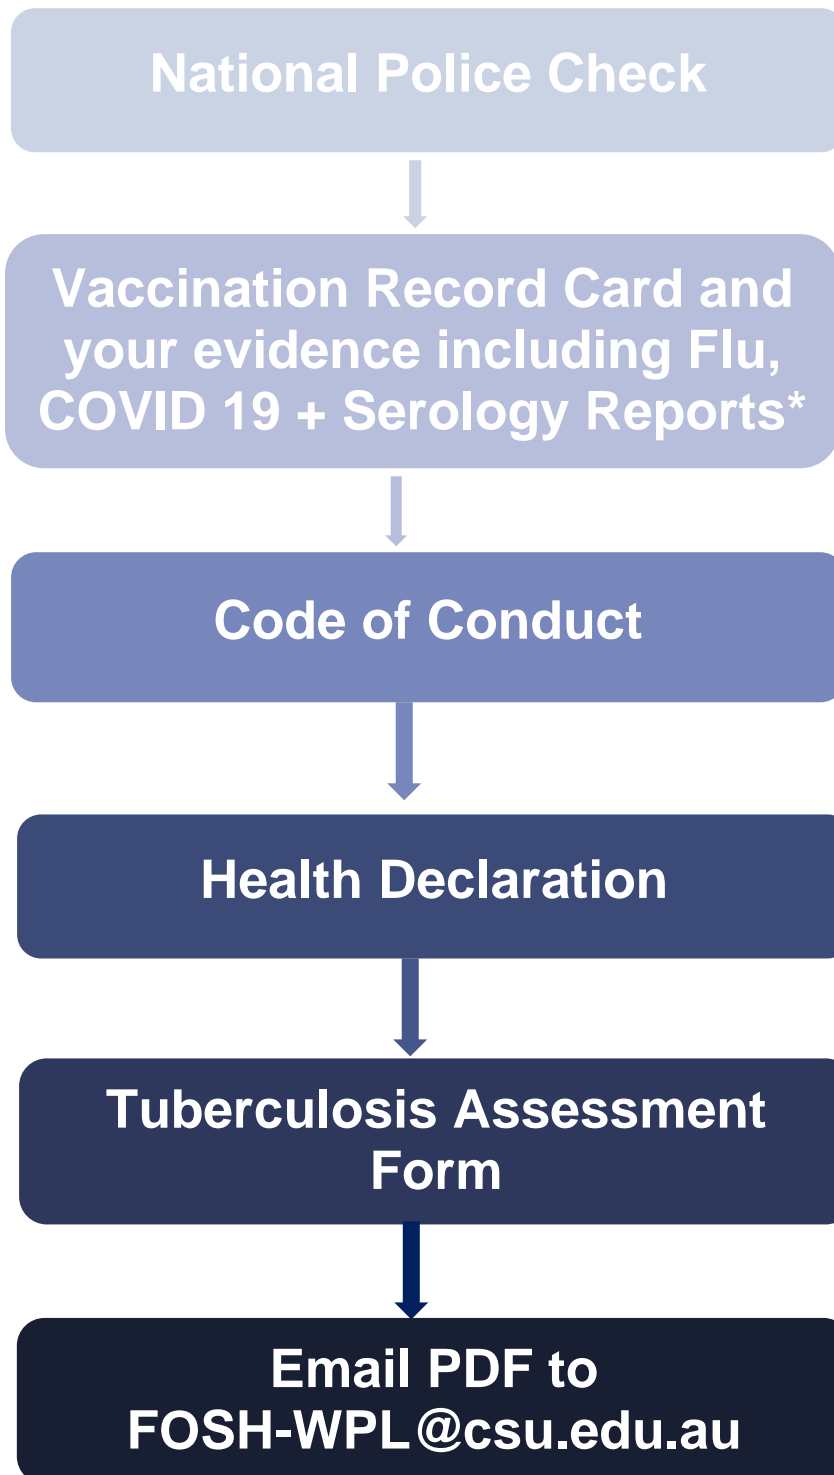 National Police Check
Vaccination Record Card and
your evidence including Flu,
COVID 19 + Serology Reports*
Code of Conduct
Health Declaration
Tuberculosis Assessment
Form
Email PDF to
FOSH-WPL@csu.edu.au